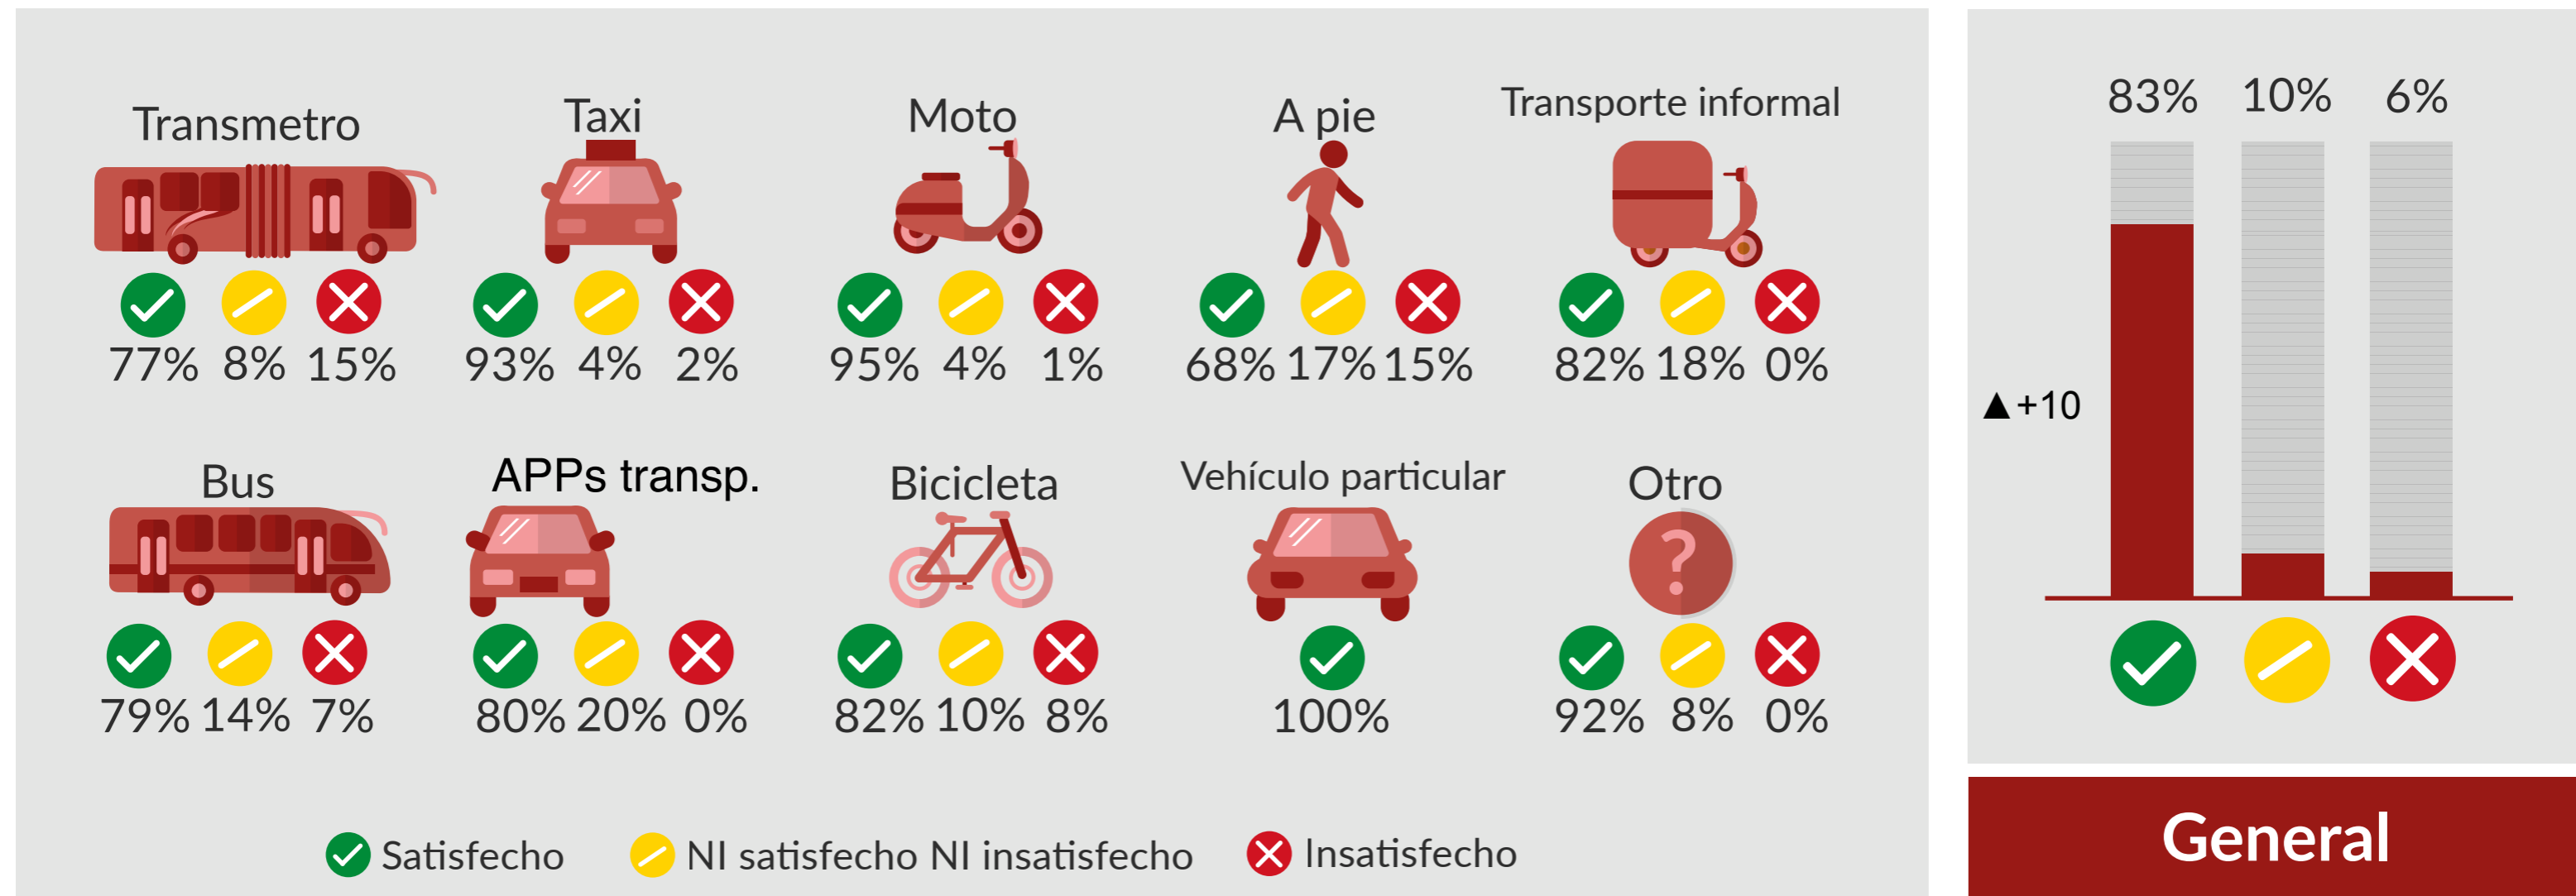 Transmetro
77% 8% 15%
Taxi
93% 4% 2%
Moto
95% 4% 1%
A pie
68% 17% 15%
Transporte informal
82% 18% 0%
Bus
79% 14% 7%
APPs transp.
80% 20% 0%
Bicicleta
82% 10% 8%
Vehículo particular
100%
Otro
?
92% 8% 0%
Satisfecho
NI satisfecho NI insatisfecho
Insatisfecho
83% 10% 6%
▲+10
General